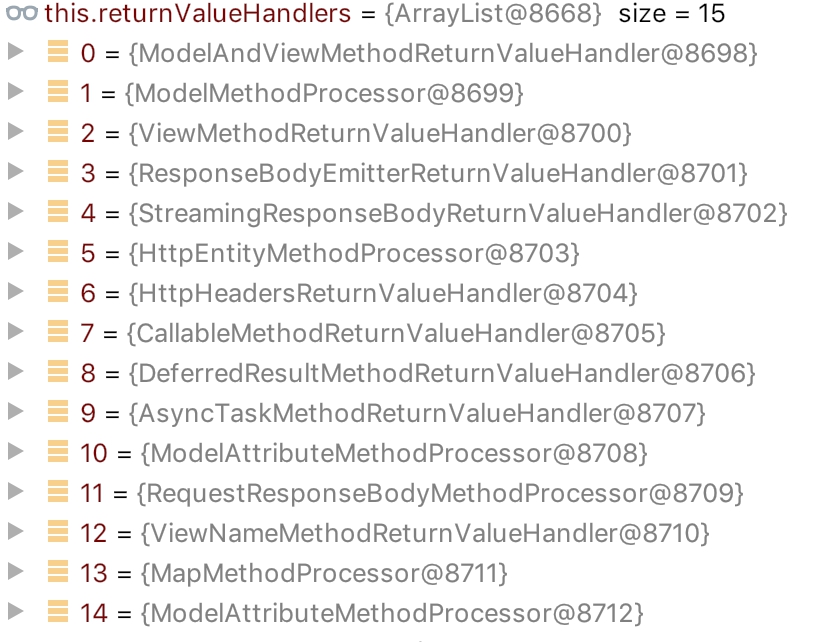 this.returnValueHandlers = {ArrayList@8668} size = 15
0 = {ModelAndViewMethodReturnValueHandler@8698}
1 = {ModelMethodProcessor@8699}
2 = {ViewMethodReturnValueHandler@8700}
3 = {ResponseBodyEmitterReturnValueHandler@8701}
4 = {StreamingResponseBodyReturnValueHandler@8702}
5 = {HttpEntityMethodProcessor@8703}
6 = {HttpHeadersReturnValueHandler@8704}
7 = {CallableMethodReturnValueHandler@8705}
8 = {DeferredResultMethodReturnValueHandler@8706}
9 = {AsyncTaskMethodReturnValueHandler@8707}
10 = {ModelAttributeMethodProcessor@8708}
11 = {RequestResponseBodyMethodProcessor@8709}
12 = {ViewNameMethodReturnValueHandler@8710}
13 = {MapMethodProcessor@8711}
14 = {ModelAttributeMethodProcessor@8712}